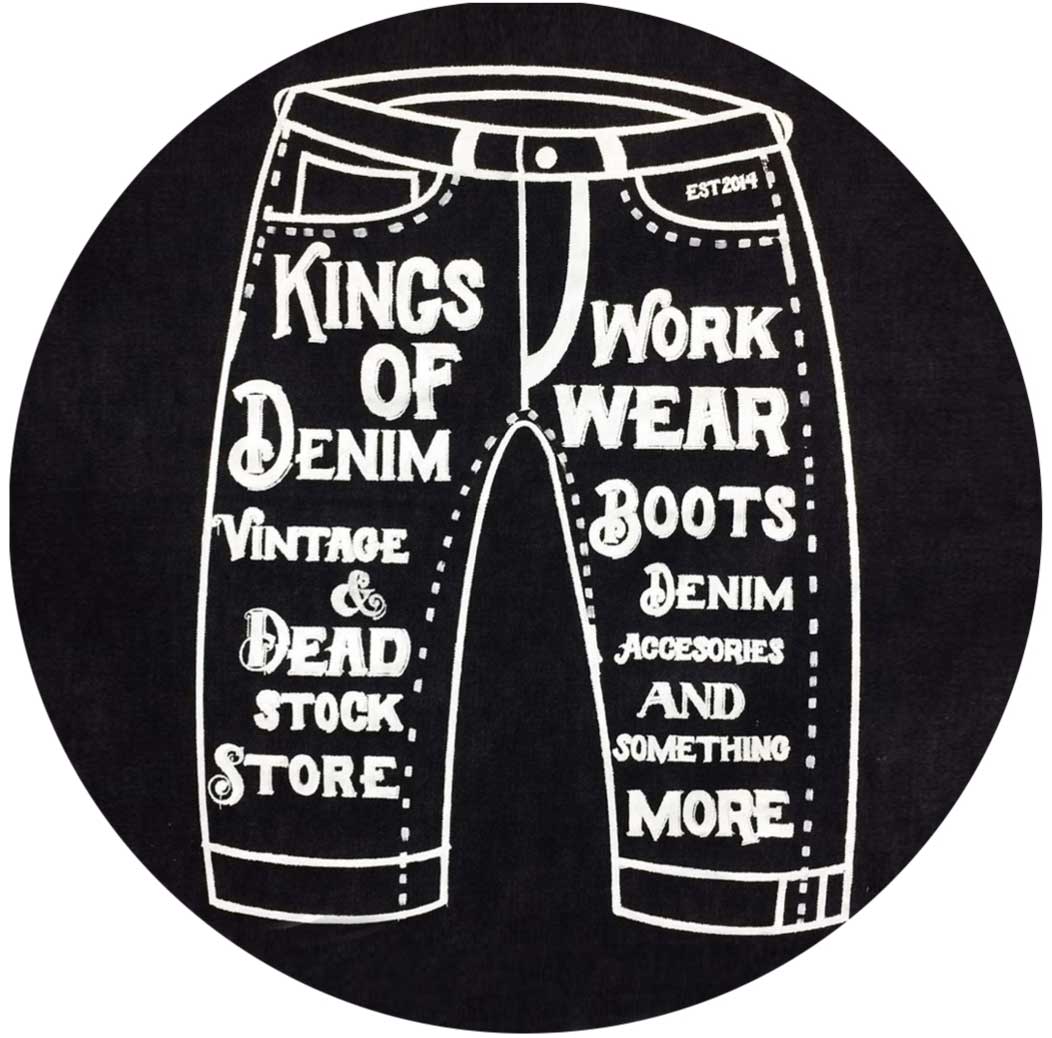 EST 2014
KINGS
OF
DENIM
VINTAGE
&
DEAD
STOCK
STORE
WORK
WEAR
BOOTS
DENIM
ACCESORIES
AND
SOMETHING
MORE